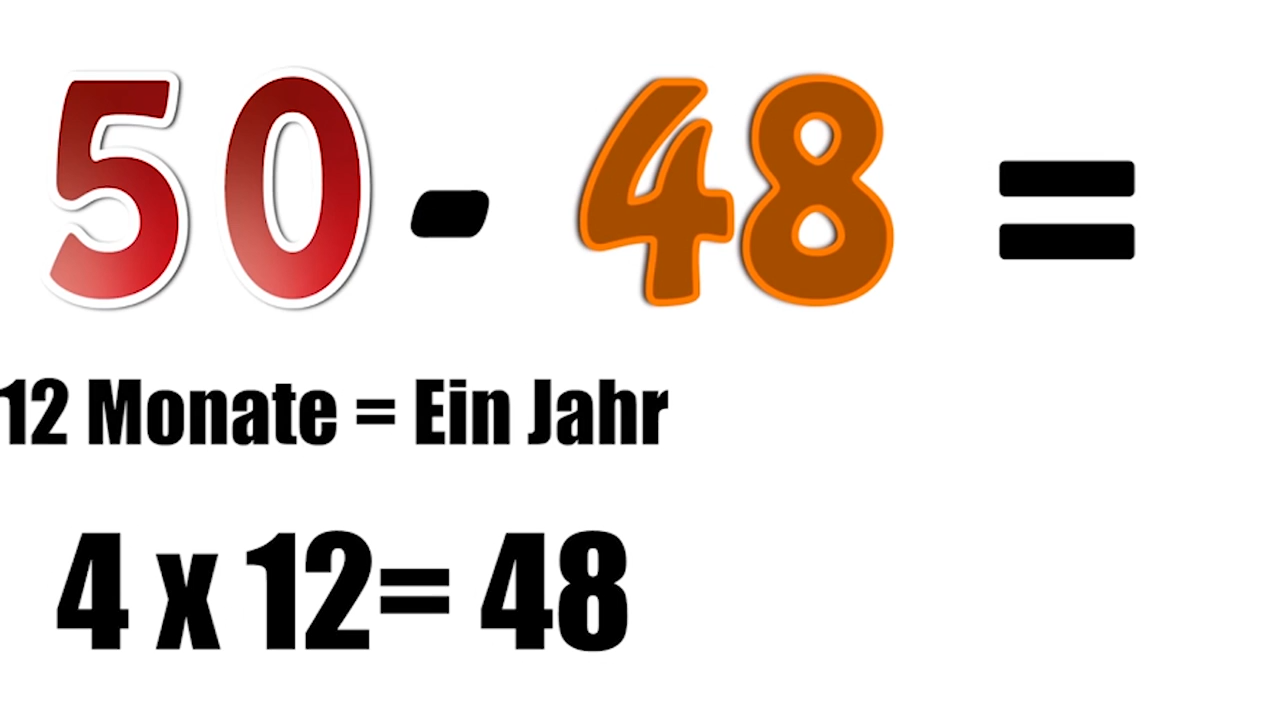 50 - 48 =
12 Monate = Ein Jahr
4 x 12= 48